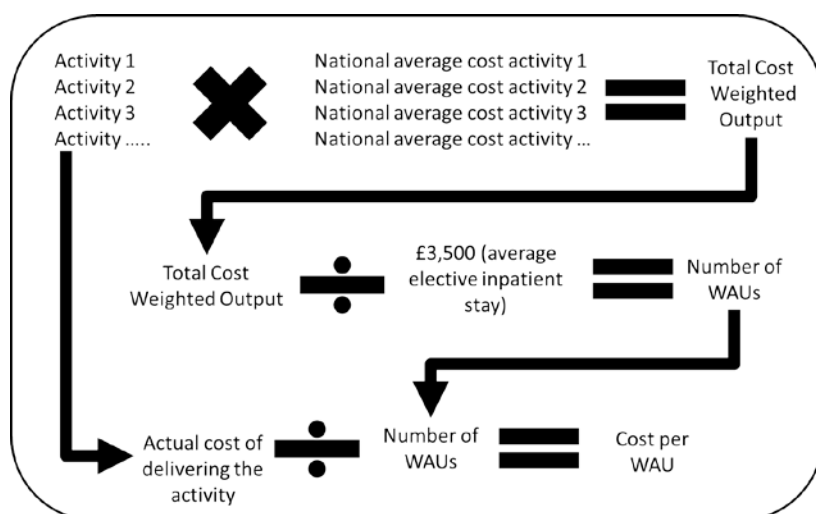 Activity 1
Activity 2
Activity 3
Activity .....
National average cost activity 1
National average cost activity 2
National average cost activity 3
National average cost activity ...
Total Cost
Weighted
Output
Total Cost
Weighted Output
£3,500 (average
elective inpatient
stay)
Number of
WAUs
Actual cost of
delivering the
activity
Number of
WAUs
Cost per
WAU